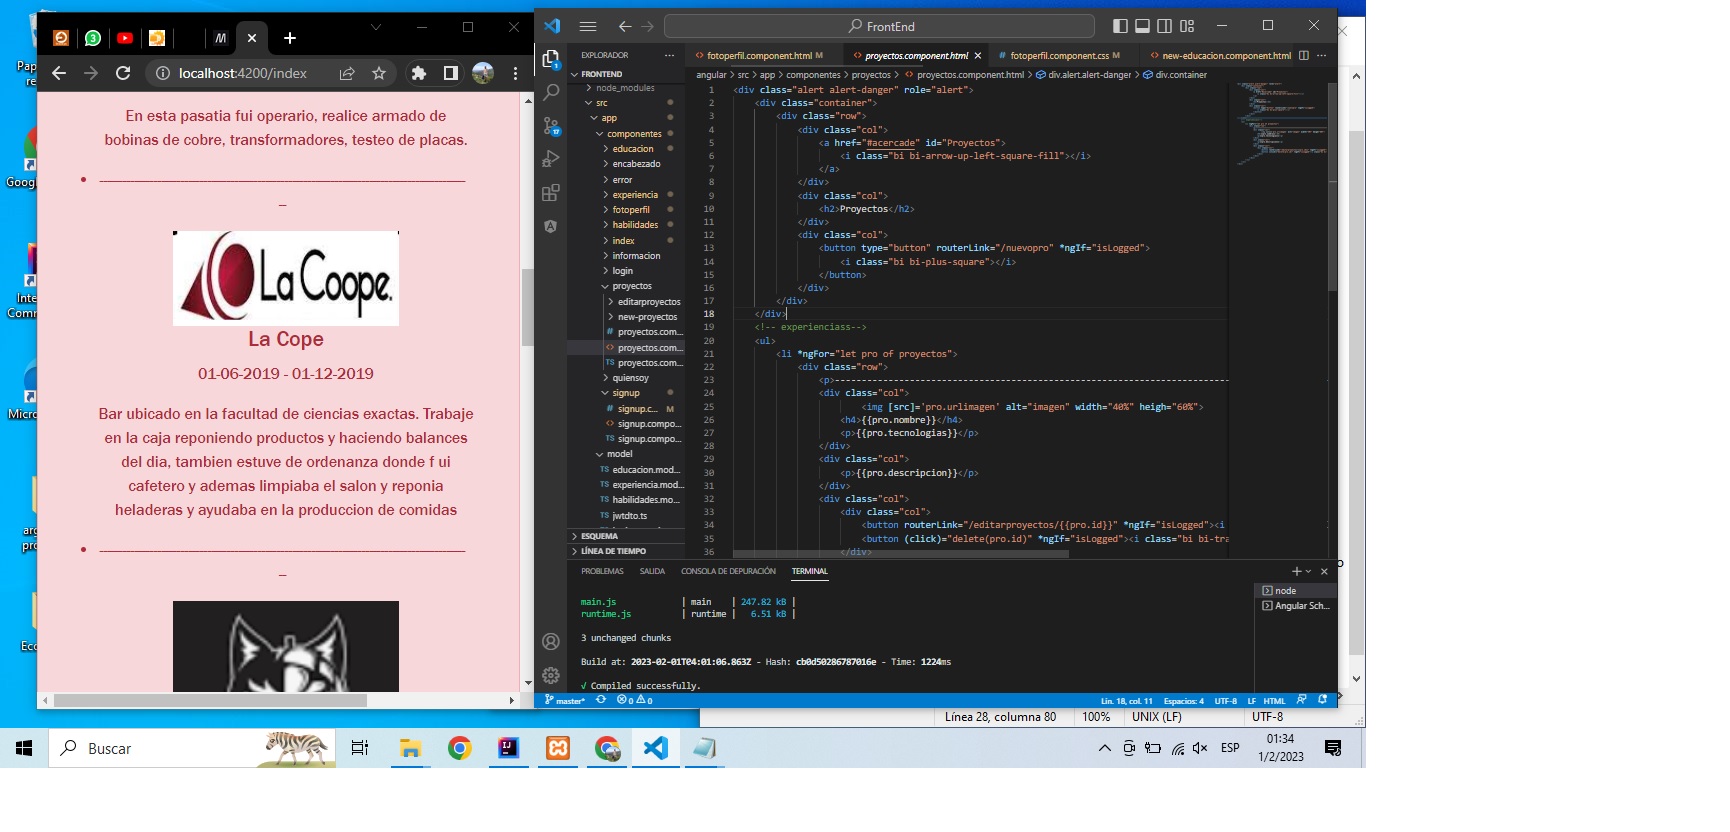 localhost:4200/index
En esta pasatia fui operario, realice armado de
bobinas de cobre, transformadores, testeo de placas.
La Coope.
La Cope
01-06-2019 - 01-12-2019
Bar ubicado en la facultad de ciencias exactas. Trabaje
en la caja reponiendo productos y haciendo balances
del dia, tambien estuve de ordenanza donde f ui
cafetero y ademas limpiaba el salon y reponia
heladeras y ayudaba en la produccion de comidas
FrontEnd
EXPLORADOR
FRONTEND
node_modules
src
app
componentes
educacion
encabezado
error
experiencia
fotoperfil
habilidades
index
informacion
login
proyectos
editarproyectos
new-proyectos
proyectos.com...
proyectos.com...
TS proyectos.com...
quiensoy
signup
signup.c... M
signup.compo...
TS signup.compo...
model
TS educacion.mod...
TS experiencia.mod...
TS habilidades.mo...
TS jwtdto.ts
ESQUEMA
LÍNEA DE TIEMPO
fotoperfil.component.html M
proyectos.component.html
fotoperfil.component.css M
new-educacion.component.html
angular > src > app > componentes > proyectos > proyectos.component.html > div.alert.alert-danger > div.container
1 <div class="alert alert-danger" role="alert">
2 <div class="container">
3 <div class="row">
4 <div class="col">
5 <a href="#acercade" id="Proyectos">
6 <i class="bi bi-arrow-up-left-square-fill"></i>
7 </a>
8 </div>
9 <div class="col">
10 <h2>Proyectos</h2>
11 </div>
12 <div class="col">
13 <button type="button" routerLink="/nuevopro" *ngIf="isLogged">
14 <i class="bi bi-plus-square"></i>
15 </button>
16 </div>
17 </div>
18 </div>
19 <!-- experienciass-->
20 <ul>
21 <li *ngFor="let pro of proyectos">
22 <div class="row">
23 <p>---------------------------------------------------------------------------
24 <div class="col">
25 <img [src]='pro.urlimagen' alt="imagen" width="40%" heigh="60%">
26 <h4>{{pro.nombre}}</h4>
27 <p>{{pro.tecnologias}}</p>
28 </div>
29 <div class="col">
30 <p>{{pro.descripcion}}</p>
31 </div>
32 <div class="col">
33 <div class="col">
34 <button routerLink="/editarproyectos/{{pro.id}}" *ngIf="isLogged"><i
35 <button (click)="delete(pro.id)" *ngIf="isLogged"><i class="bi bi-tra
36 </div>
PROBLEMAS SALIDA CONSOLA DE DEPURACIÓN TERMINAL
main.js | main | 247.82 kB |
runtime.js | runtime | 6.51 kB |
3 unchanged chunks
Build at: 2023-02-01T04:01:06.863Z - Hash: cb0d50286787016e - Time: 1224ms
√ Compiled successfully.
node
Angular Sch...
master* 0 0
Lín. 18, col. 11 Espacios: 4 UTF-8 LF HTML
Línea 28, columna 80 100% UNIX (LF) UTF-8
Buscar
ESP
01:34
1/2/2023